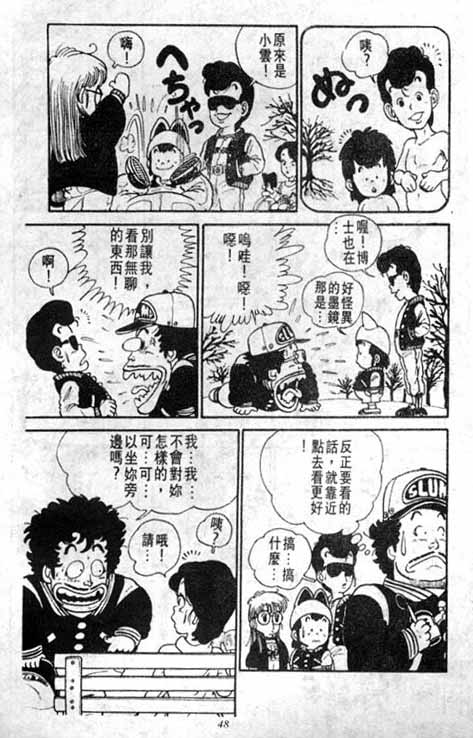 咦?
ぬっ
原來是
小雲!
嗨!
へちゃっ
喔!博
士也在
…
好怪異
的墨鏡
那是…
嗚哇!噁!
噁!
別讓我,
看那無聊
的東西!
啊!
反正要看的
話,就靠近
點去看更好
!
SLUM
搞…搞
什麼…
咦?
哦!
請…
我…我…
不會對妳
怎樣的,
可…可…
以坐妳旁
邊嗎?
48